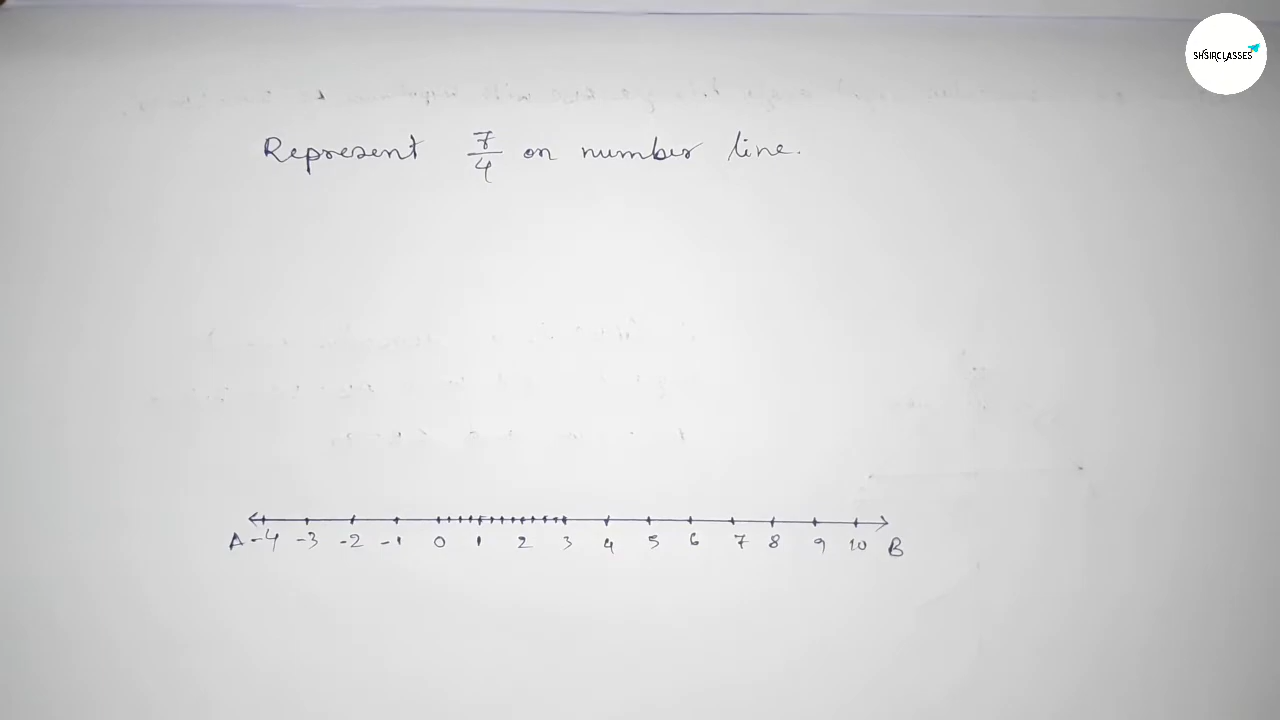 SHSIRCLASSES
Represent 7/4 on number line.
A -4 -3 -2 -1 0 1 2 3 4 5 6 7 8 9 10 B